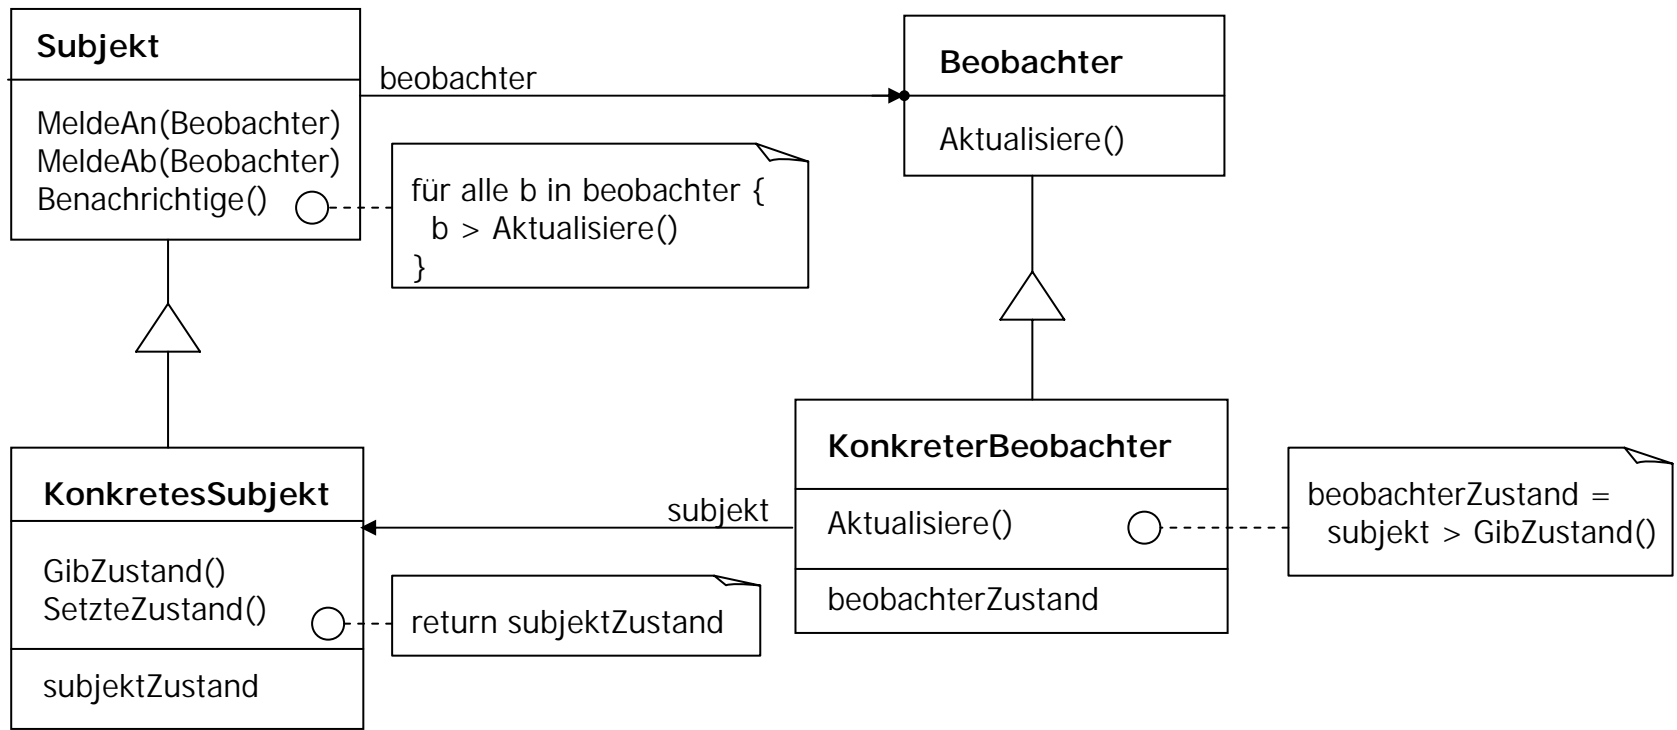 Subjekt
MeldeAn(Beobachter)
MeldeAb(Beobachter)
Benachrichtige()
beobachter
für alle b in beobachter {
b > Aktualisiere()
}
Beobachter
Aktualisiere()
KonkretesSubjekt
GibZustand()
SetzteZustand()
subjektZustand
return subjektZustand
subjekt
KonkreterBeobachter
Aktualisiere()
beobachterZustand
beobachterZustand =
subjekt > GibZustand()